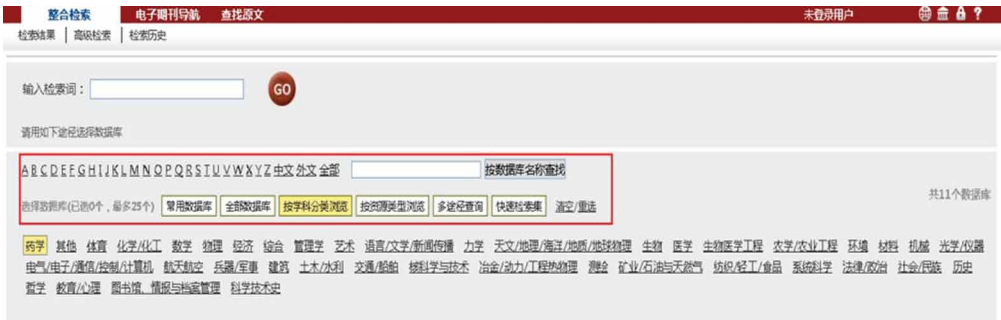 整合检索 电子期刊导航 查找原文 未登录用户 ?
检索结果 | 高级检索 | 检索历史
输入检索词: GO
请用如下途径选择数据库
A B C D E F G H I J K L M N O P Q R S T U V W X Y Z 中文 外文 全部 按数据库名称查找
选择数据库(已选0个,最多25个) 常用数据库 全部数据库 按学科分类浏览 按资源类型浏览 多途径查询 快速检索集 清空/重选 共11个数据库
药学 其他 体育 化学/化工 数学 物理 经济 综合 管理学 艺术 语言/文学/新闻传播 力学 天文/地理/海洋/地质/地球物理 生物 医学 生物医学工程 农学/农业工程 环境 材料 机械 光学/仪器
电气/电子/通信/控制/计算机 航天航空 兵器/军事 建筑 土木/水利 交通/船舶 核科学与技术 冶金/动力/工程热物理 测绘 矿业/石油与天然气 纺织/轻工/食品 系统科学 法律/政治 社会/民族 历史
哲学 教育/心理 图书馆、情报与档案管理 科学技术史